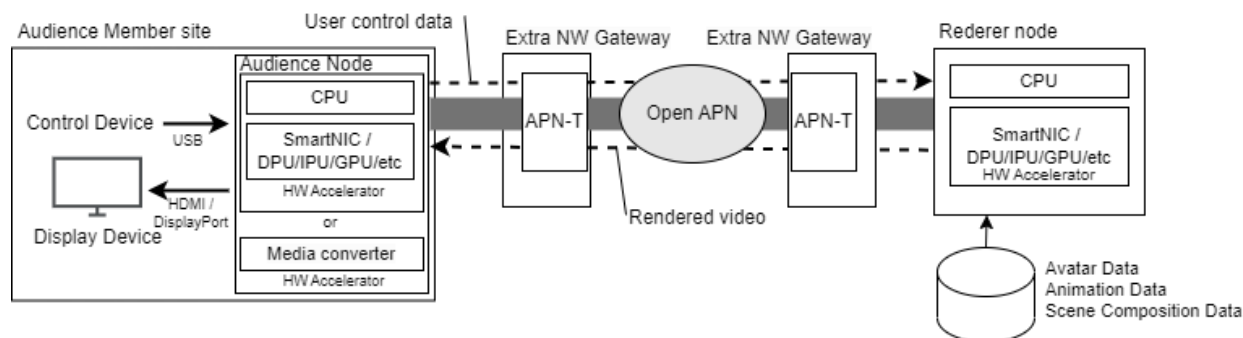 User control data
Audience Member site
Extra NW Gateway
Extra NW Gateway
Rederer node
Audience Node
CPU
CPU
Control Device
USB
SmartNIC /
DPU/IPU/GPU/etc
HW Accelerator
APN-T
Open APN
APN-T
SmartNIC /
DPU/IPU/GPU/etc
HW Accelerator
HDMI /
DisplayPort
Display Device
or
Rendered video
Media converter
HW Accelerator
Avatar Data
Animation Data
Scene Composition Data